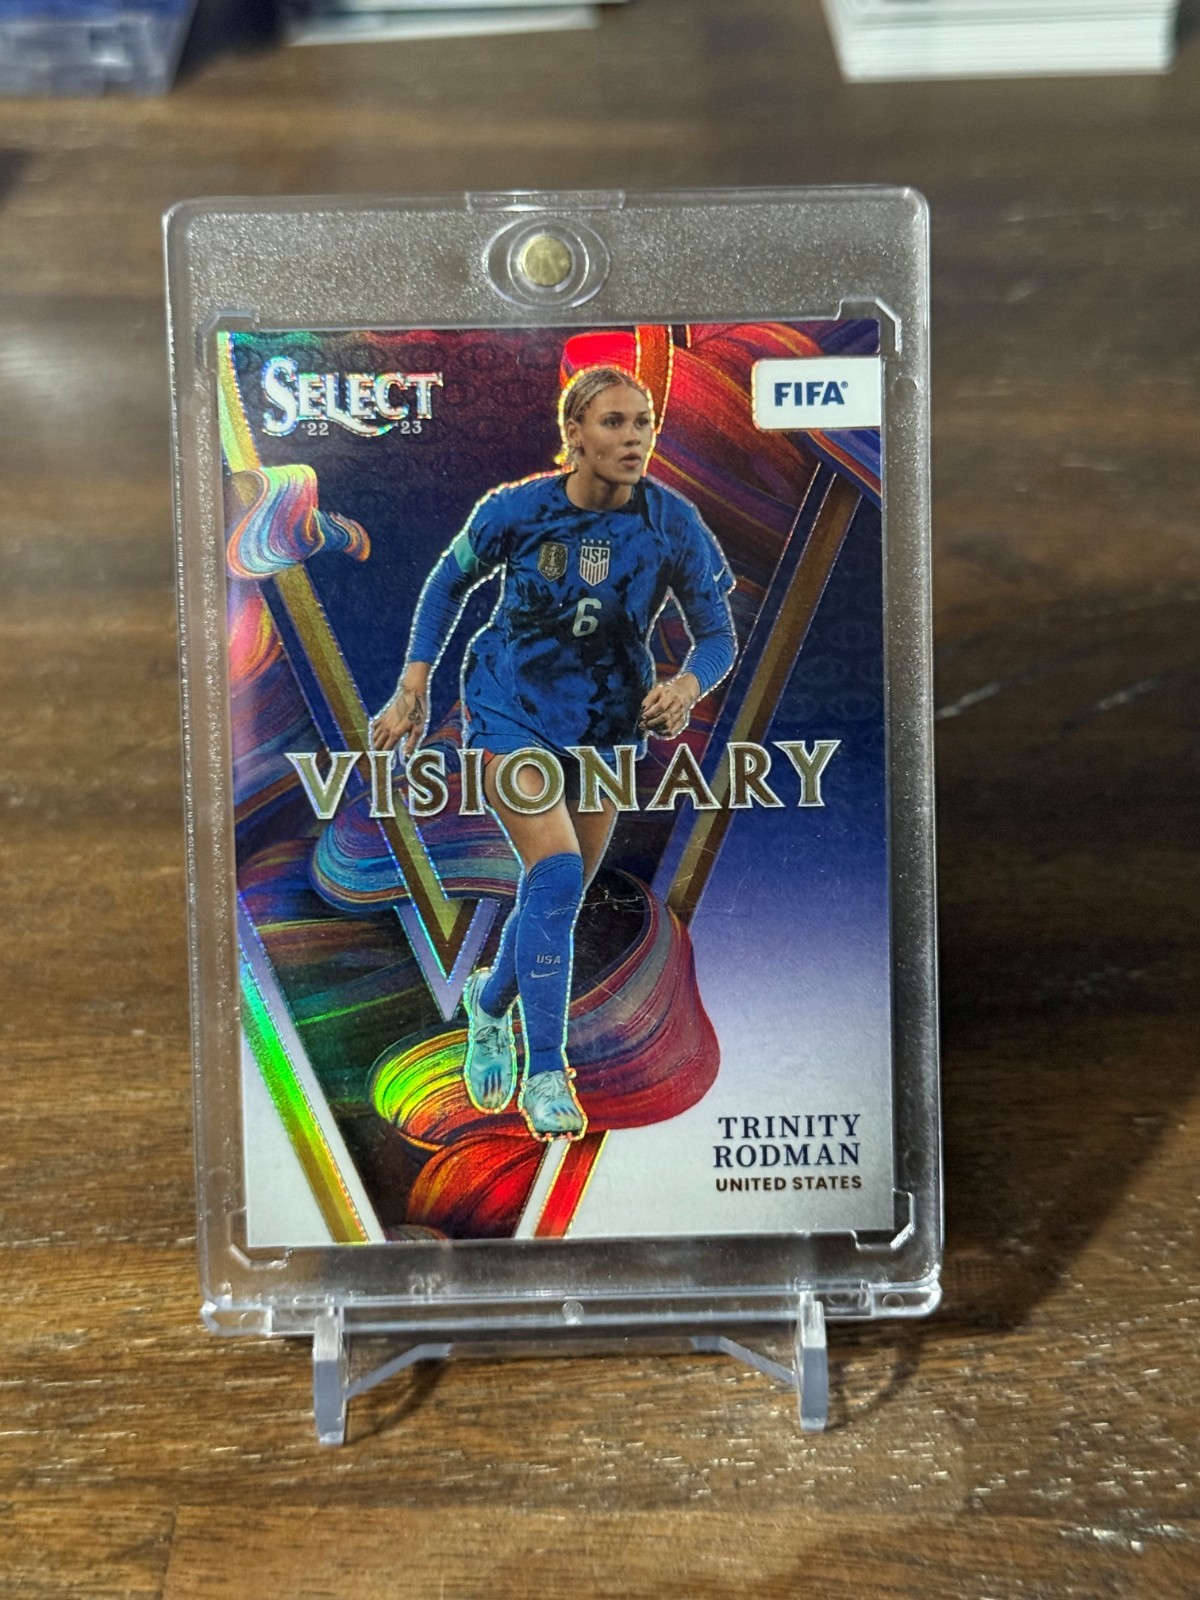 SELECT
'22 '23
FIFA®
USA
6
VISIONARY
USA
TRINITY
RODMAN
UNITED STATES